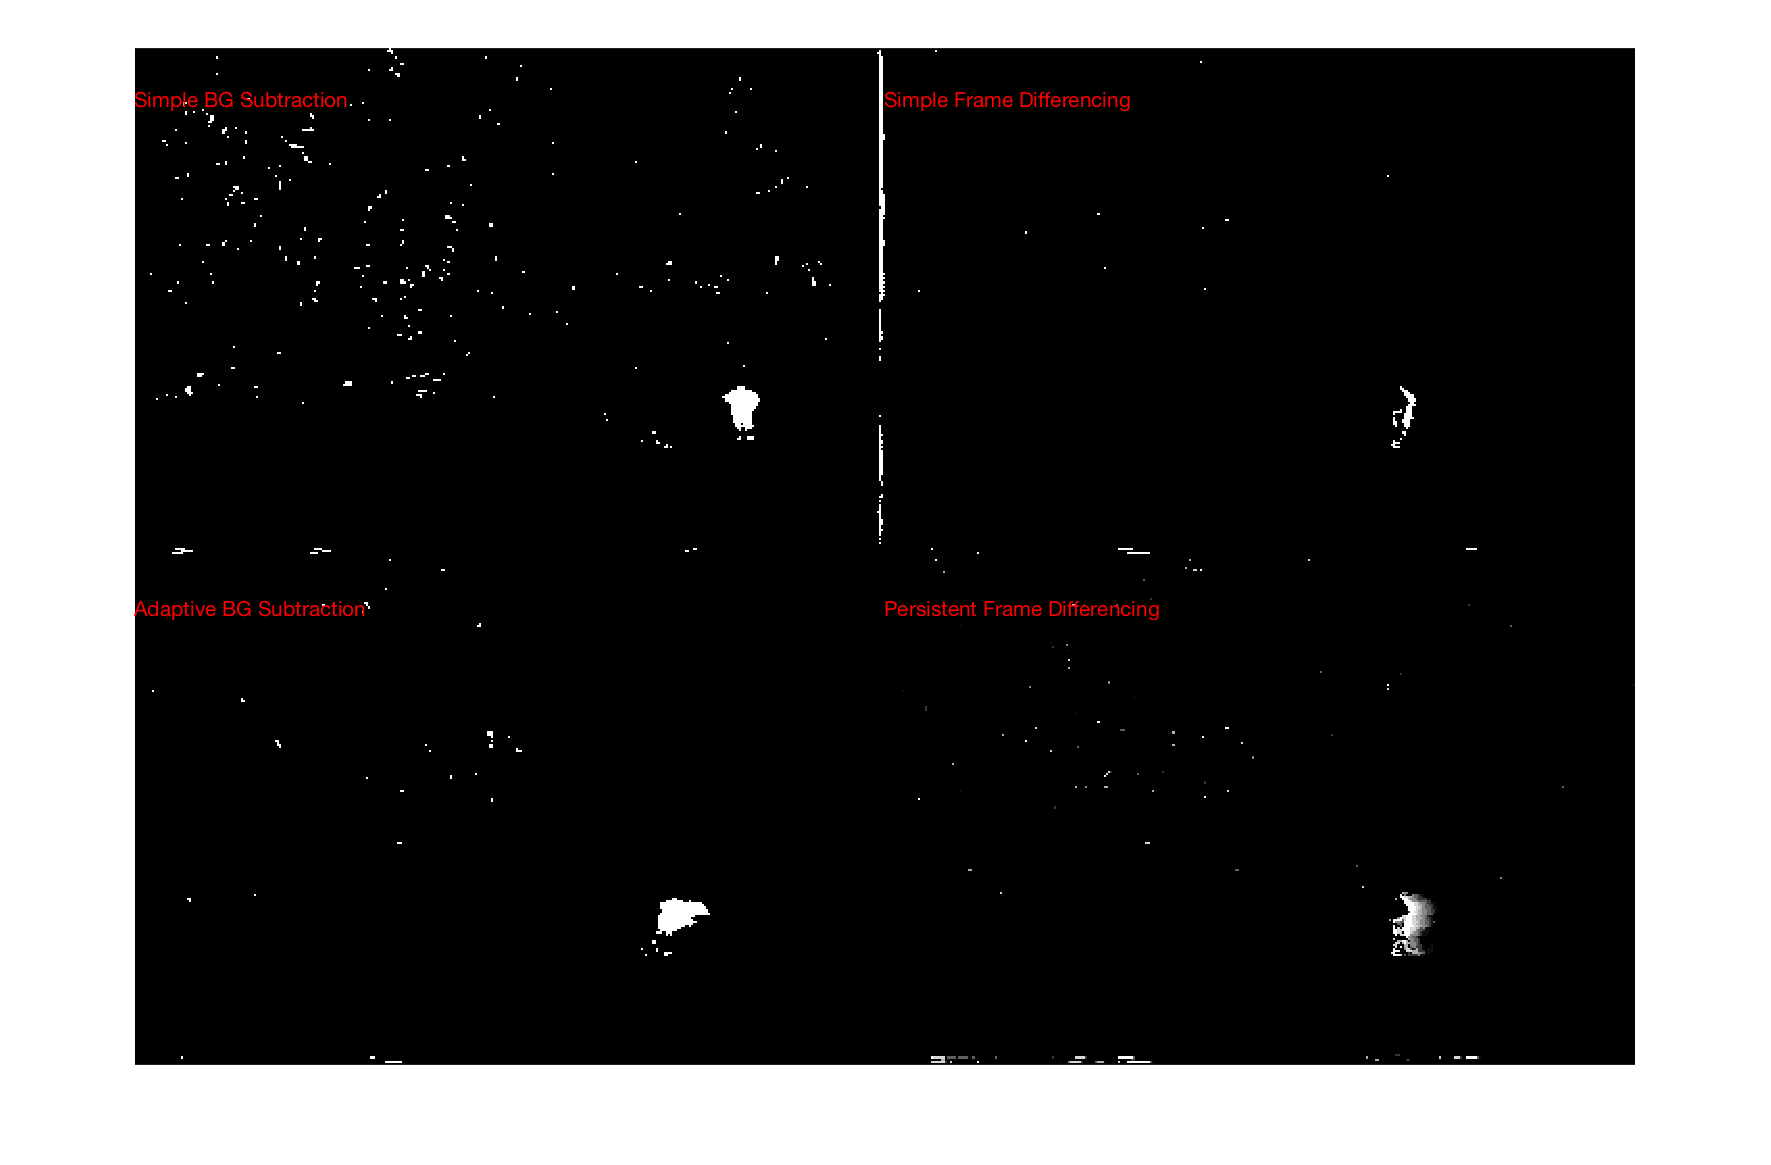 Simple BG Subtraction
Simple Frame Differencing
Adaptive BG Subtraction
Persistent Frame Differencing